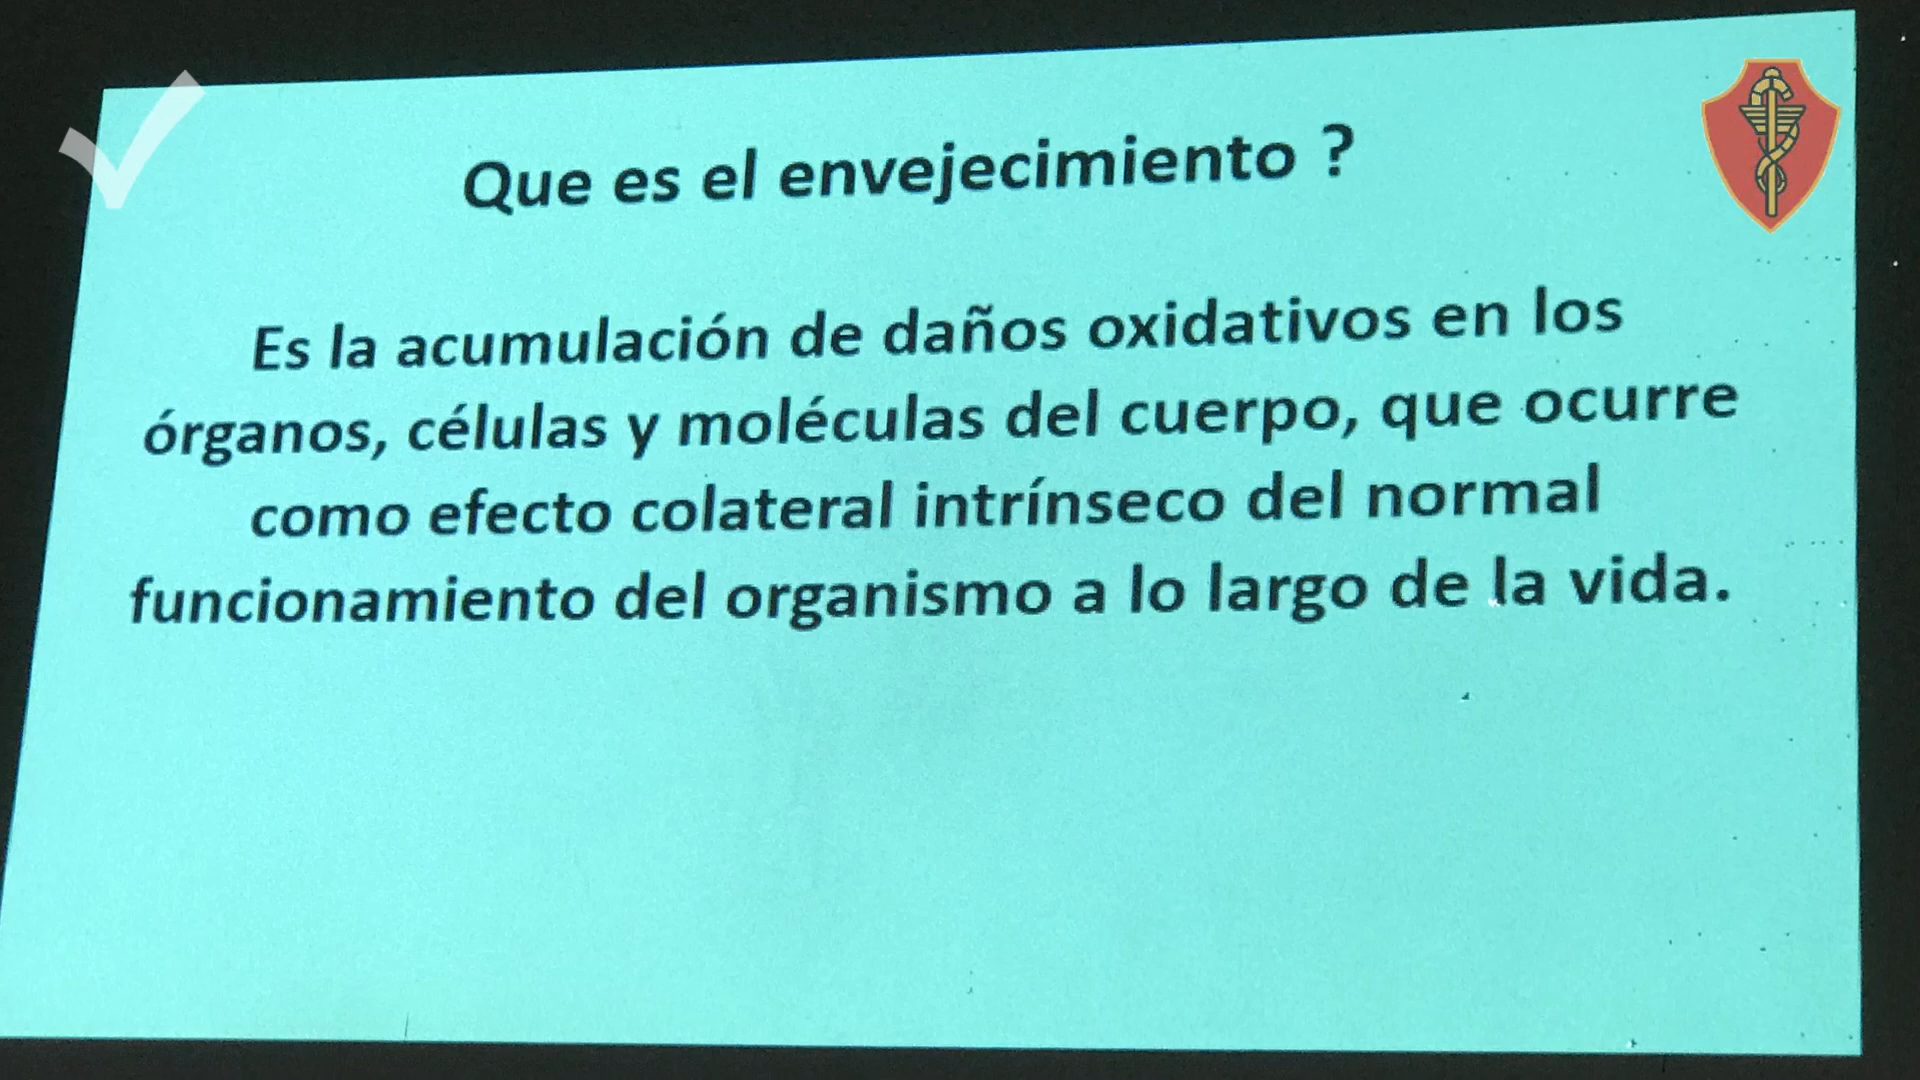 Que es el envejecimiento ?
Es la acumulación de daños oxidativos en los
órganos, células y moléculas del cuerpo, que ocurre
como efecto colateral intrínseco del normal
funcionamiento del organismo a lo largo de la vida.